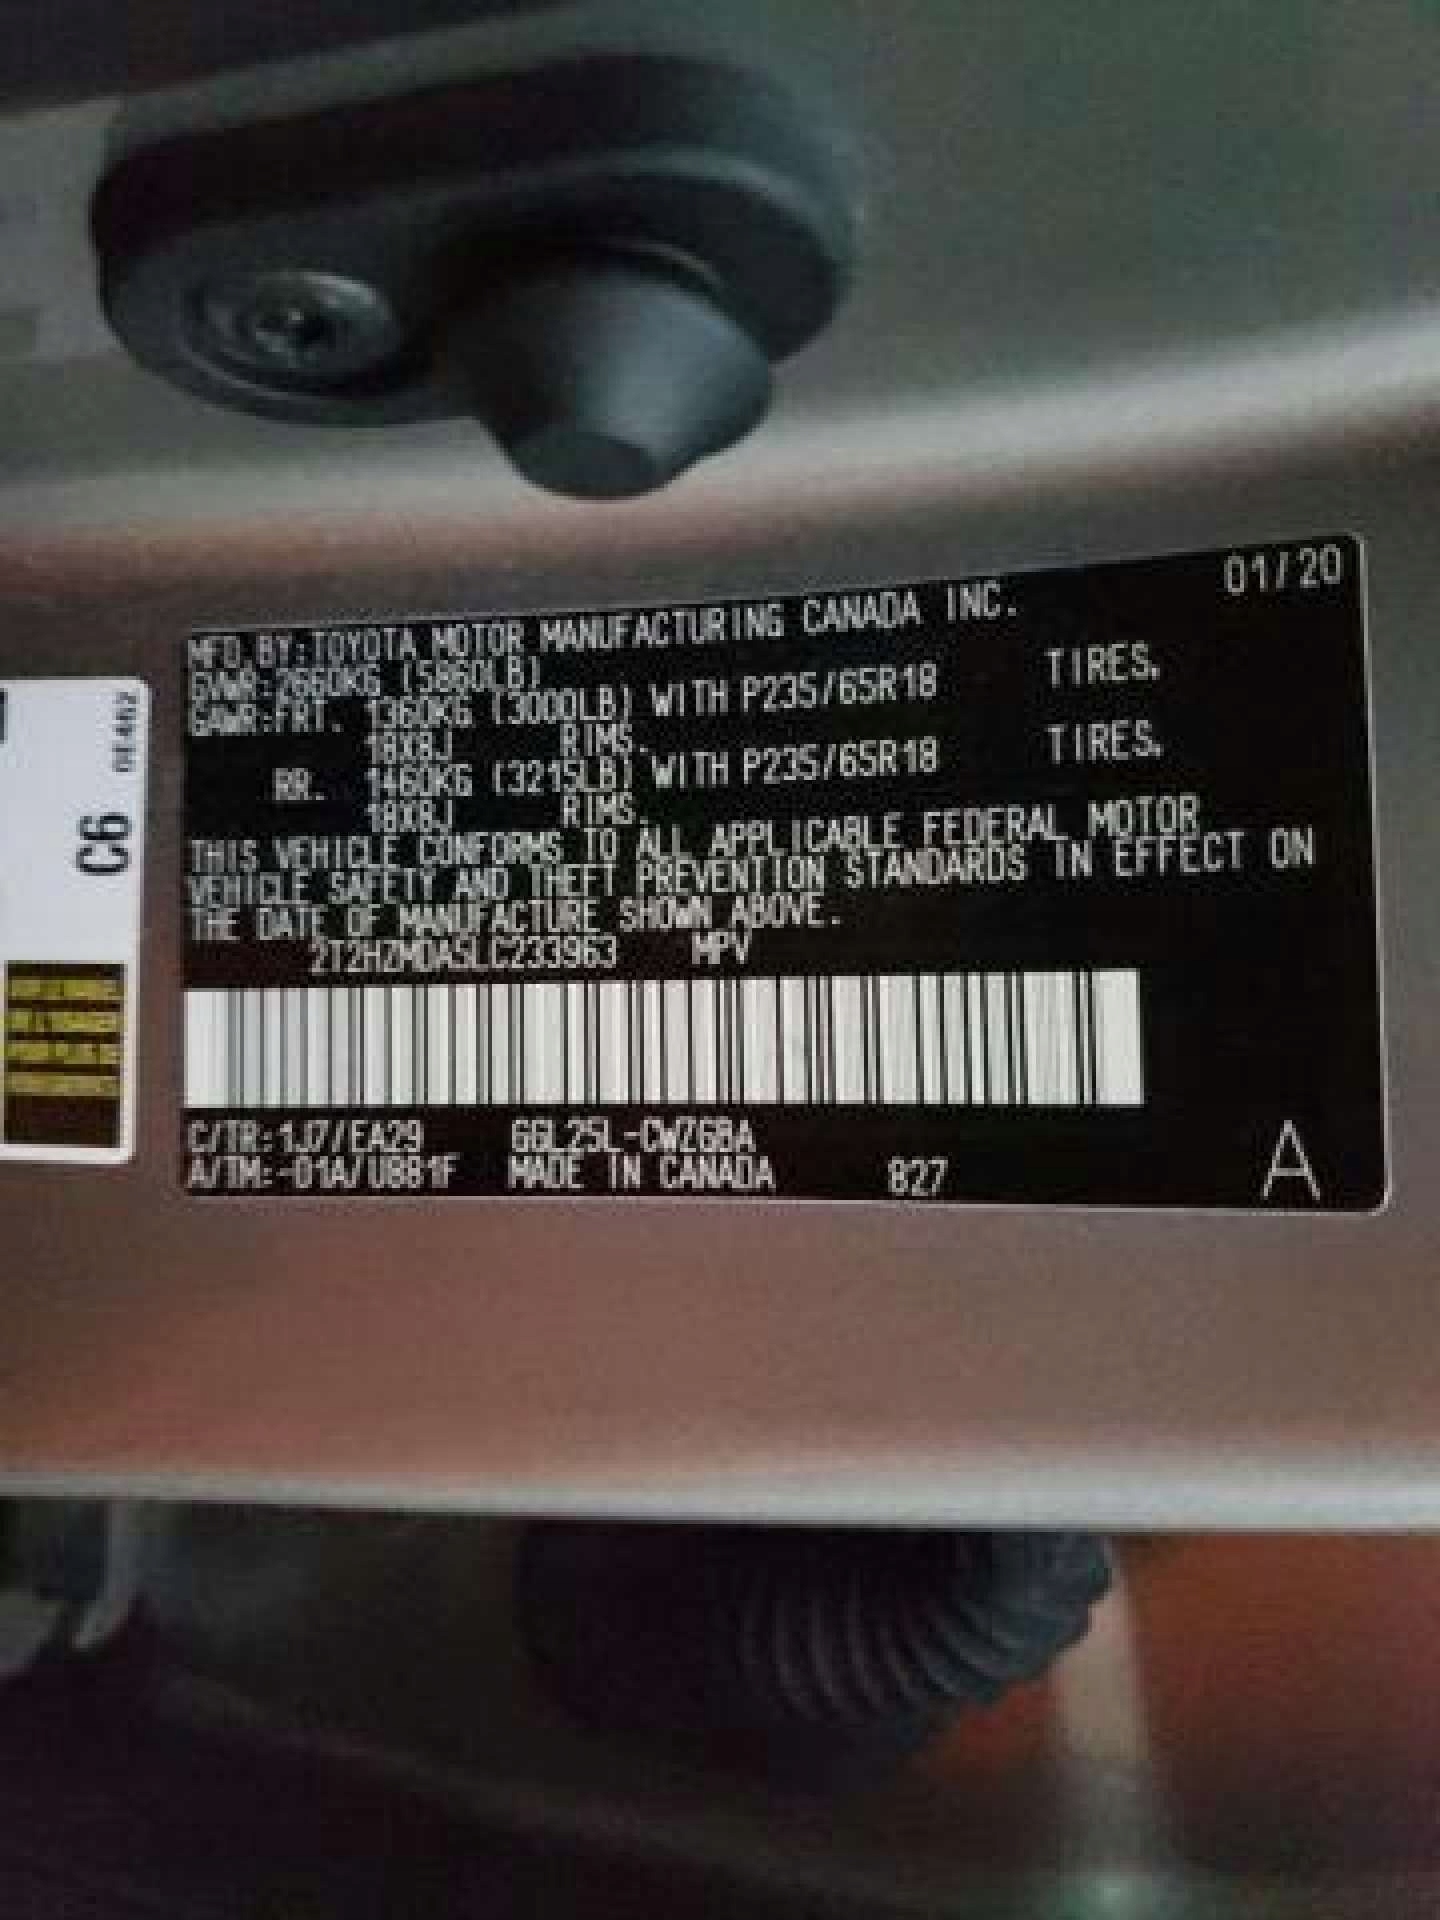 01/20
MFD. BY: TOYOTA MOTOR MANUFACTURING CANADA INC.
GVWR: 2660KG (5860LB)
GAWR: FRT. 1360KG (3000LB) WITH P235/65R18 TIRES,
18X8J RIMS.
RR. 1460KG (3215LB) WITH P235/65R18 TIRES,
18X8J RIMS.
THIS VEHICLE CONFORMS TO ALL APPLICABLE FEDERAL MOTOR
VEHICLE SAFETY AND THEFT PREVENTION STANDARDS IN EFFECT ON
THE DATE OF MANUFACTURE SHOWN ABOVE.
2T2HZMDA5LC233963 MPV
C/TR: 1J7/EA29 GGL25L-CWZGBA
A/TM: -01A/UB81F MADE IN CANADA 827 A
C6